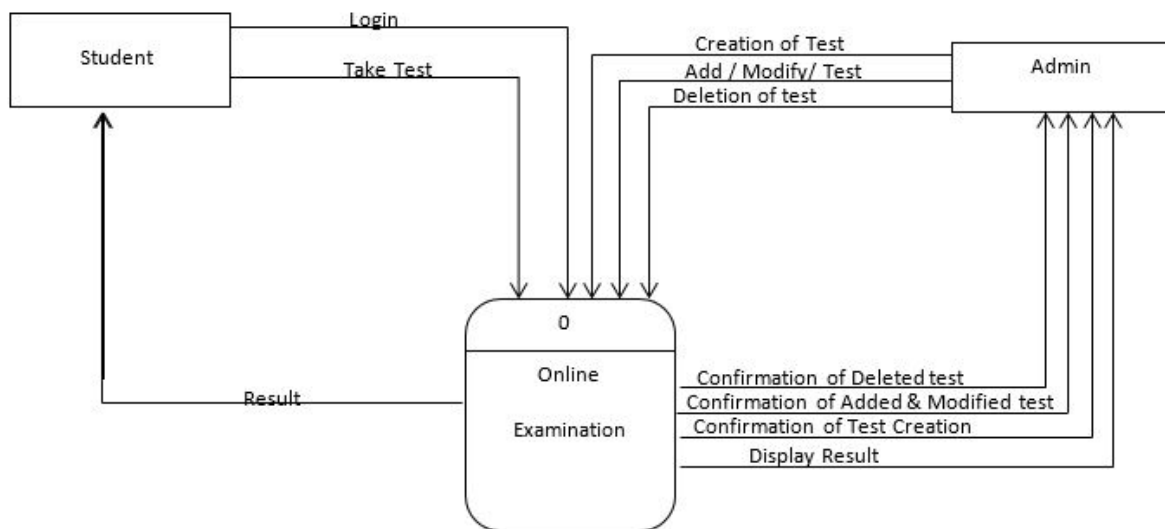 Login
Student
Take Test
Creation of Test
Add / Modify/ Test
Deletion of test
Admin
0
Online
Examination
Result
Confirmation of Deleted test
Confirmation of Added & Modified test
Confirmation of Test Creation
Display Result